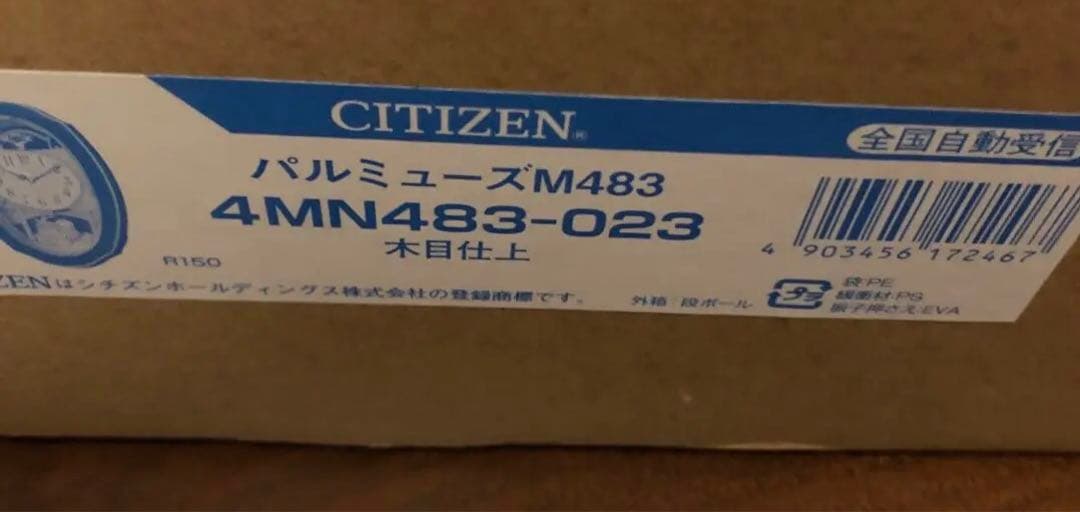 CITIZEN®
全国自動受信
パルミューズM483
4MN483-023
木目仕上
4 903456 172467
R150
ZENはシチズンホールディングス株式会社の登録商標です。
外箱:段ボール
プラ
袋:PE
緩衝材:PS
振子押さえ:EVA